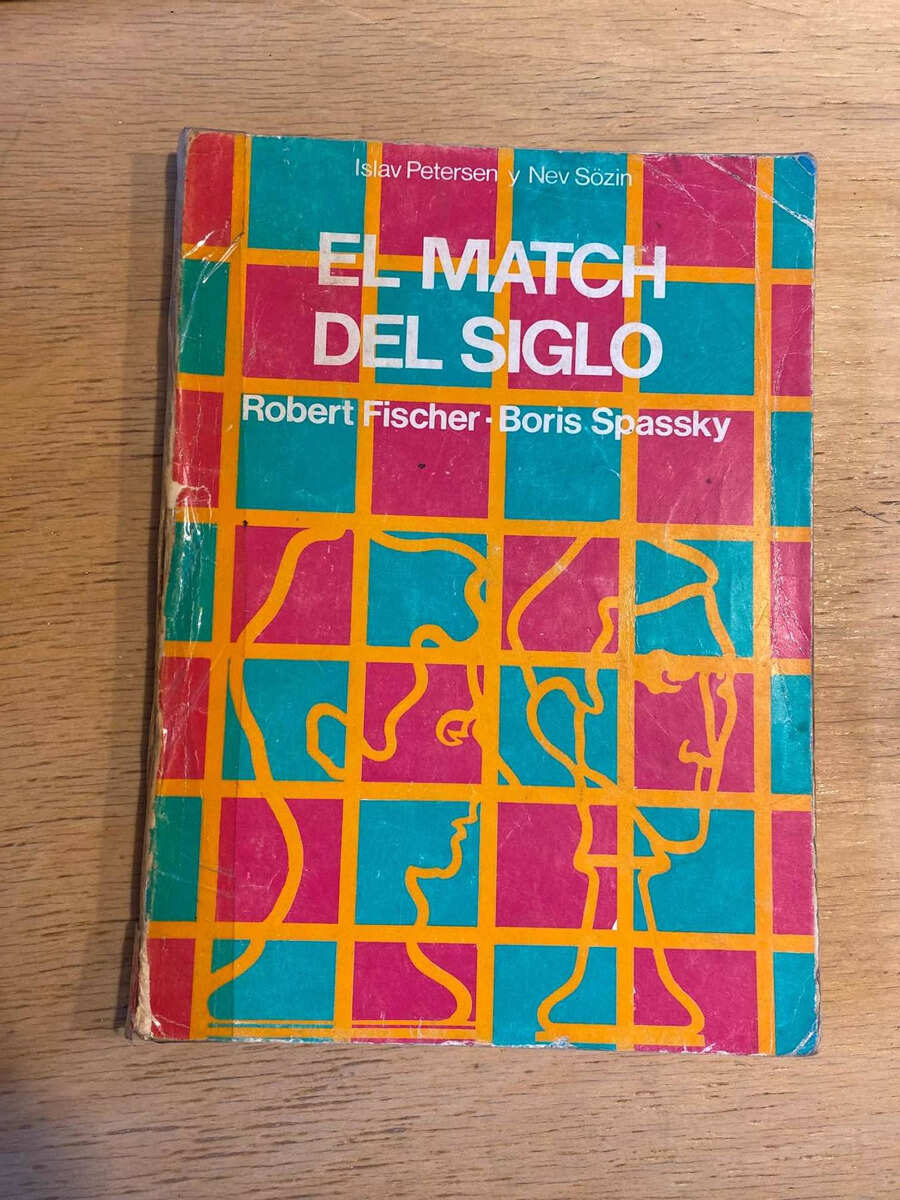 Islav Petersen y Nev Sözin
EL MATCH
DEL SIGLO
Robert Fischer - Boris Spassky